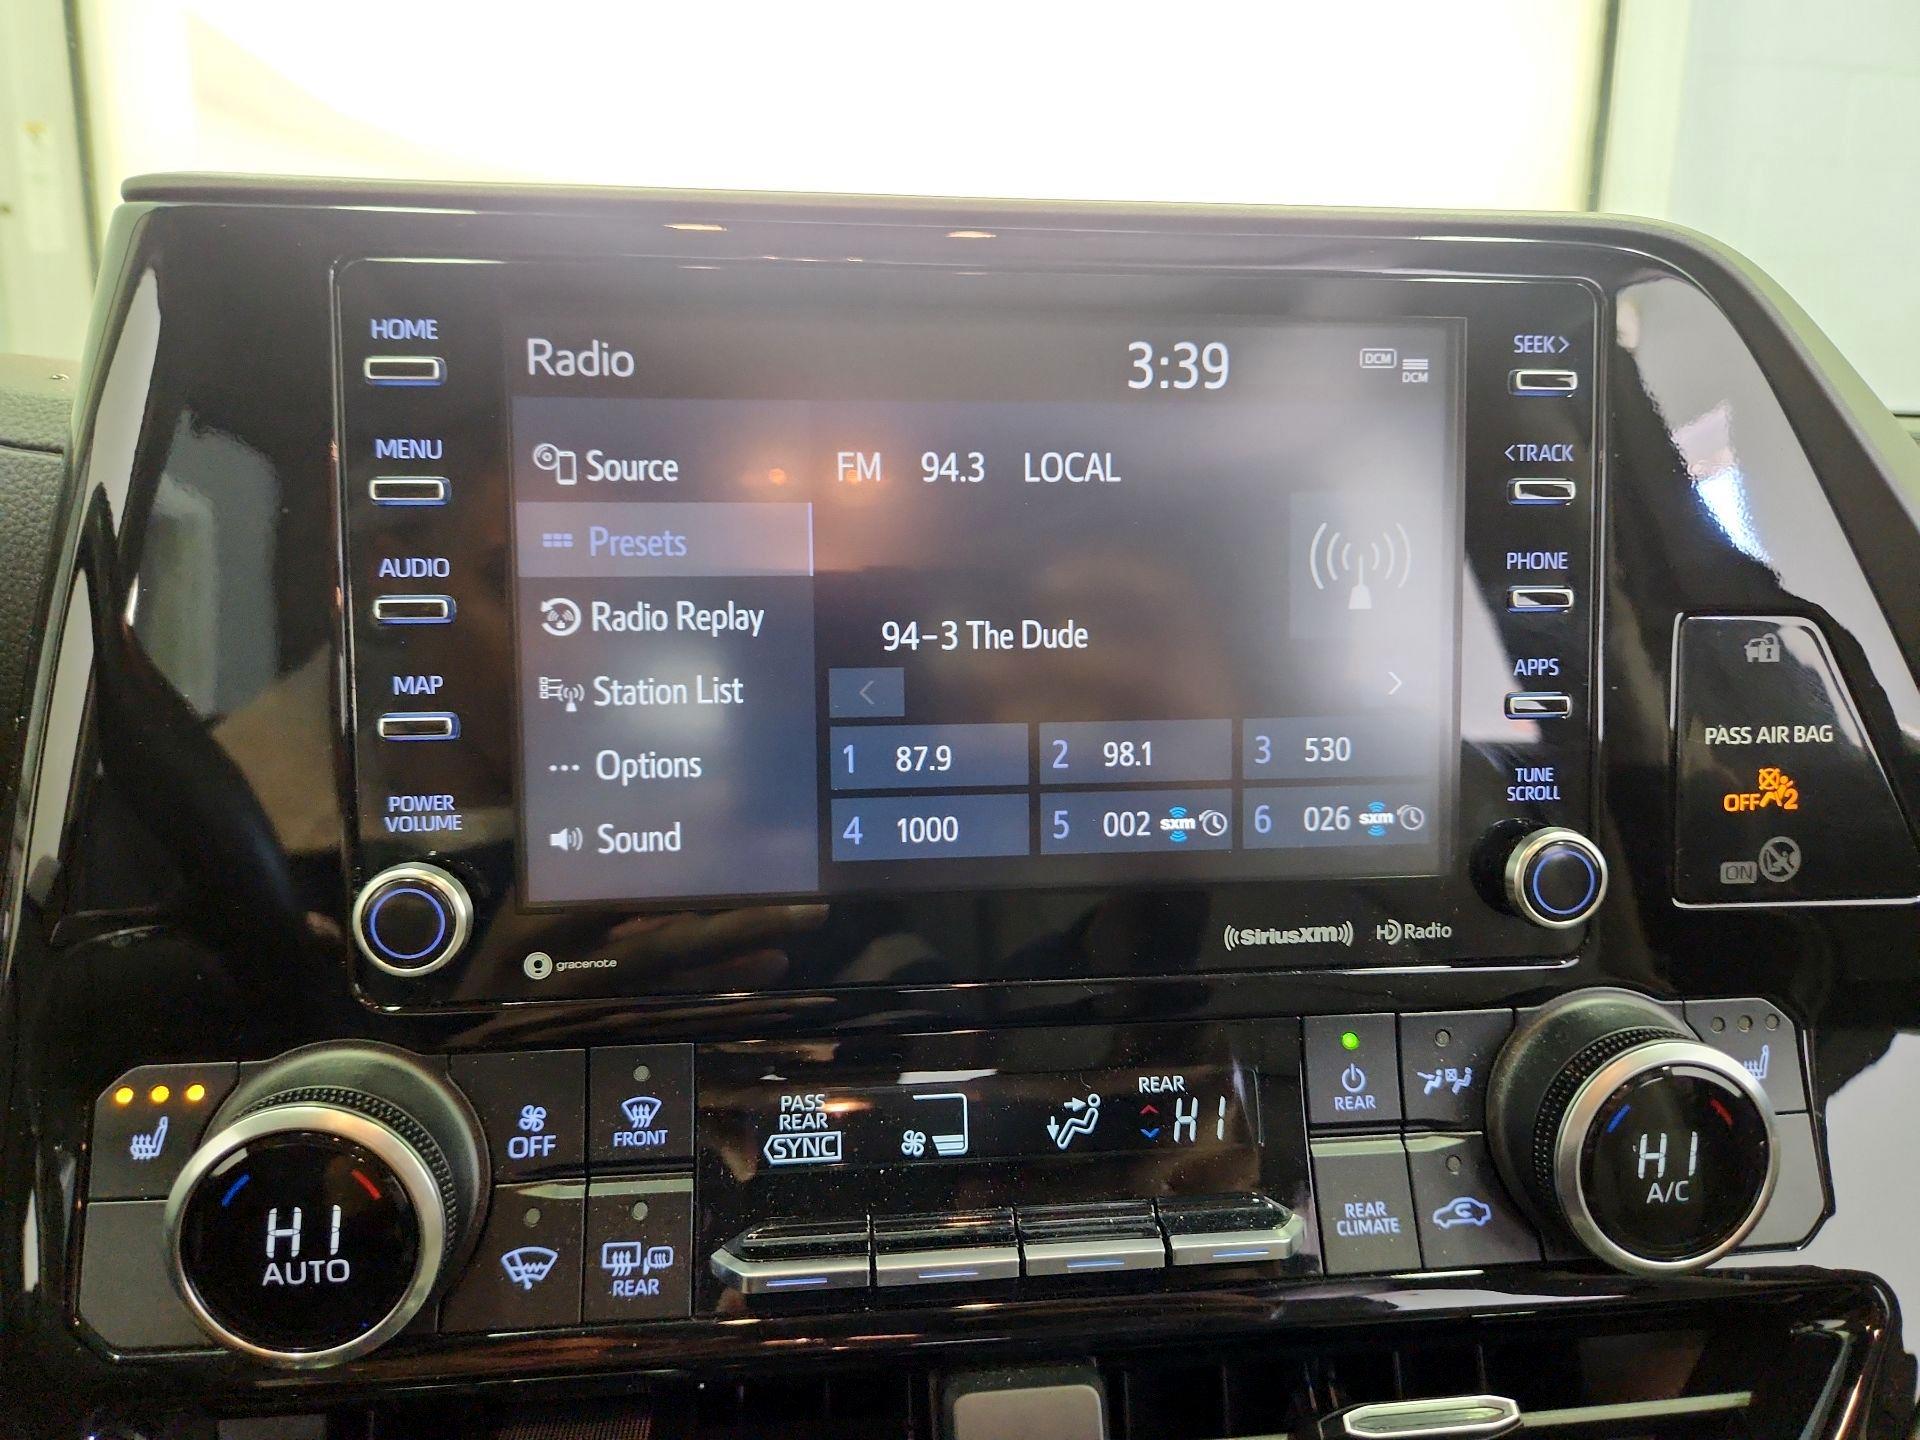 HOME
MENU
AUDIO
MAP
POWER
VOLUME
Radio
3:39
DCM
DCM
Source
Presets
Radio Replay
Station List
Options
Sound
FM 94.3 LOCAL
94-3 The Dude
<
>
1 87.9
2 98.1
3 530
4 1000
5 002 sxm
6 026 sxm
SEEK>
<TRACK
PHONE
APPS
TUNE
SCROLL
gracenote
((SiriusXM))
HD Radio
PASS AIR BAG
OFF 2
ON
HI
AUTO
OFF
FRONT
REAR
PASS
REAR
SYNC
REAR
HI
REAR
REAR
CLIMATE
HI
A/C